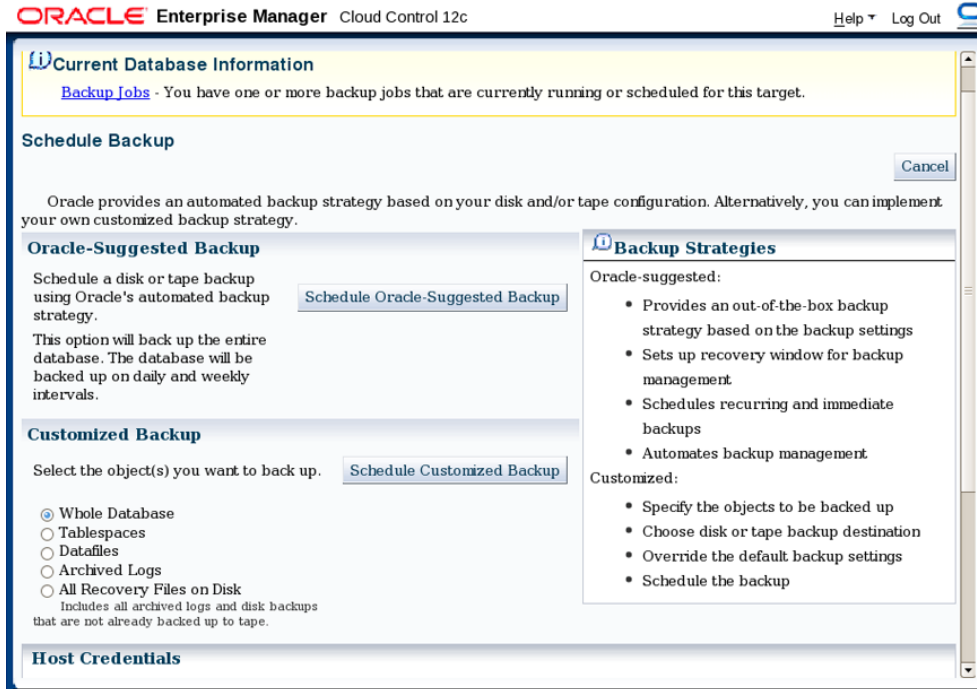 ORACLE Enterprise Manager Cloud Control 12c
Help Log Out
Current Database Information
Backup Jobs - You have one or more backup jobs that are currently running or scheduled for this target.
Schedule Backup
Cancel
Oracle provides an automated backup strategy based on your disk and/or tape configuration. Alternatively, you can implement
your own customized backup strategy.
Oracle-Suggested Backup
Schedule a disk or tape backup
using Oracle's automated backup
strategy.
Schedule Oracle-Suggested Backup
This option will back up the entire
database. The database will be
backed up on daily and weekly
intervals.
Customized Backup
Select the object(s) you want to back up.
Schedule Customized Backup
Whole Database
Tablespaces
Datafiles
Archived Logs
All Recovery Files on Disk
Includes all archived logs and disk backups
that are not already backed up to tape.
Backup Strategies
Oracle-suggested:
• Provides an out-of-the-box backup
strategy based on the backup settings
• Sets up recovery window for backup
management
• Schedules recurring and immediate
backups
• Automates backup management
Customized:
• Specify the objects to be backed up
• Choose disk or tape backup destination
• Override the default backup settings
• Schedule the backup
Host Credentials